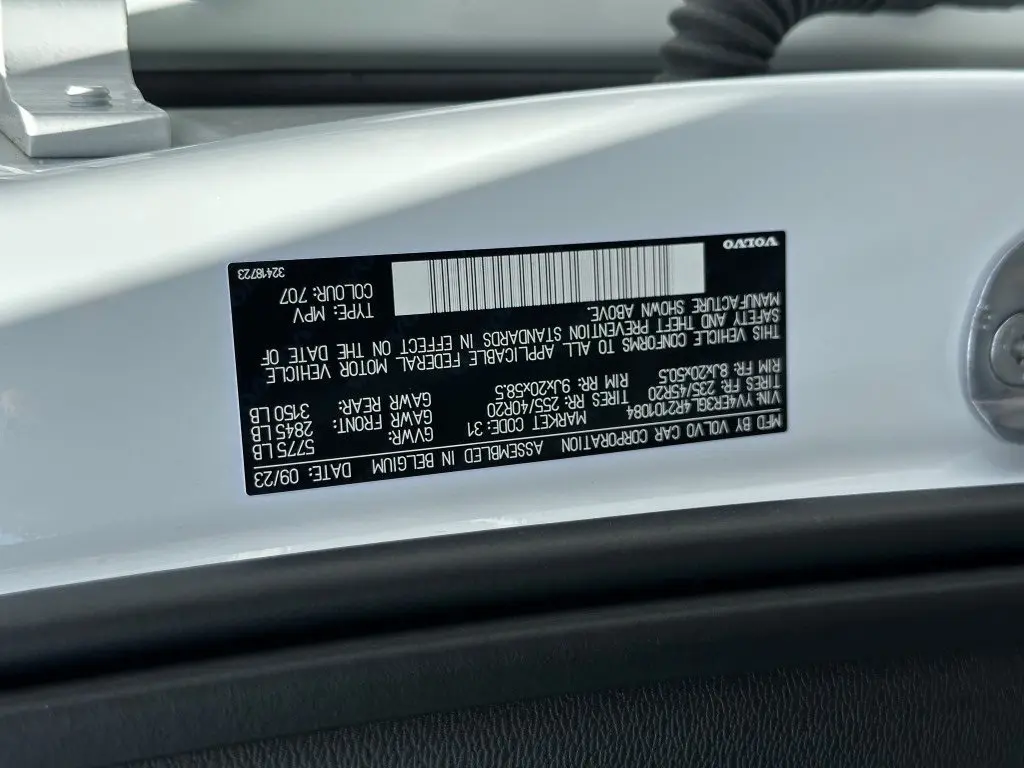 MFD BY VOLVO CAR CORPORATION ASSEMBLED IN BELGIUM DATE: 09/23
VIN: YV4ER3GL4R2101084 MARKET CODE: 31 GVWR: 5775 LB
TIRES FR: 235/45R20 TIRES RR: 255/40R20 GAWR FRONT: 2845 LB
RIM FR: 8Jx20x50.5 RIM RR: 9Jx20x58.5 GAWR REAR: 3150 LB
THIS VEHICLE CONFORMS TO ALL APPLICABLE FEDERAL MOTOR VEHICLE
SAFETY AND THEFT PREVENTION STANDARDS IN EFFECT ON THE DATE OF
MANUFACTURE SHOWN ABOVE.
TYPE: MPV
COLOUR: 707
VOLVO
32418723